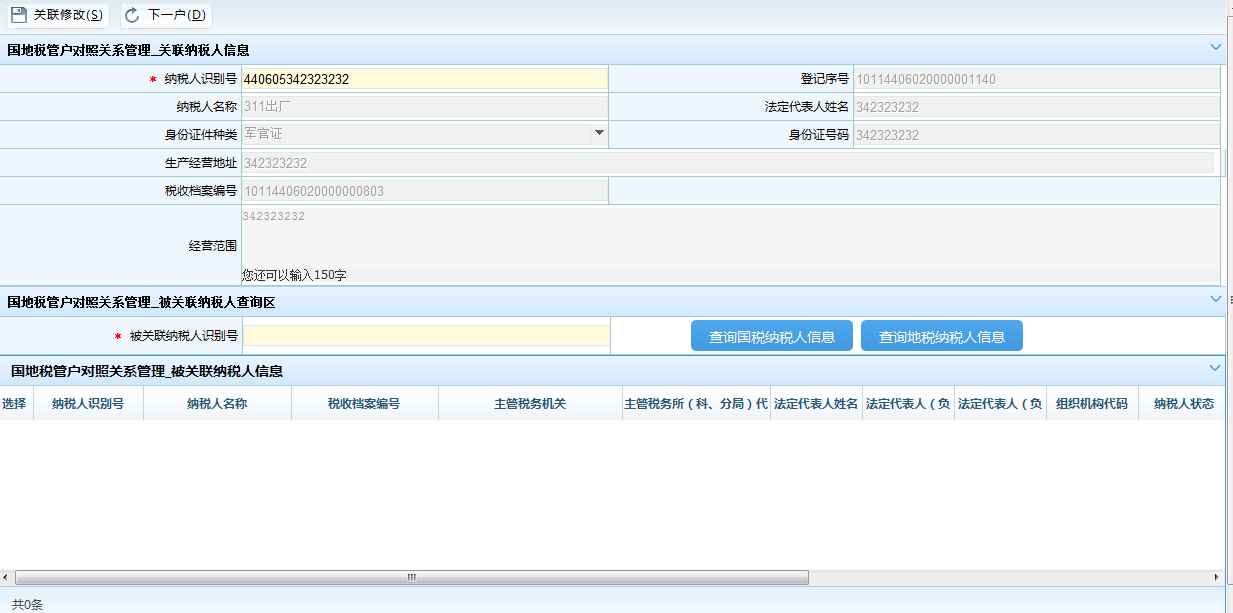 关联修改(S) 下一户(D)
国地税管户对照关系管理_关联纳税人信息
* 纳税人识别号 440605342323232 登记序号 10114406020000001140
纳税人名称 311出厂 法定代表人姓名 342323232
身份证件种类 军官证 身份证号码 342323232
生产经营地址 342323232
税收档案编号 10114406020000000803
经营范围 342323232
您还可以输入150字
国地税管户对照关系管理_被关联纳税人查询区
* 被关联纳税人识别号 查询国税纳税人信息 查询地税纳税人信息
国地税管户对照关系管理_被关联纳税人信息
选择 纳税人识别号 纳税人名称 税收档案编号 主管税务机关 主管税务所（科、分局）代 法定代表人姓名 法定代表人（负 法定代表人（负 组织机构代码 纳税人状态
共0条